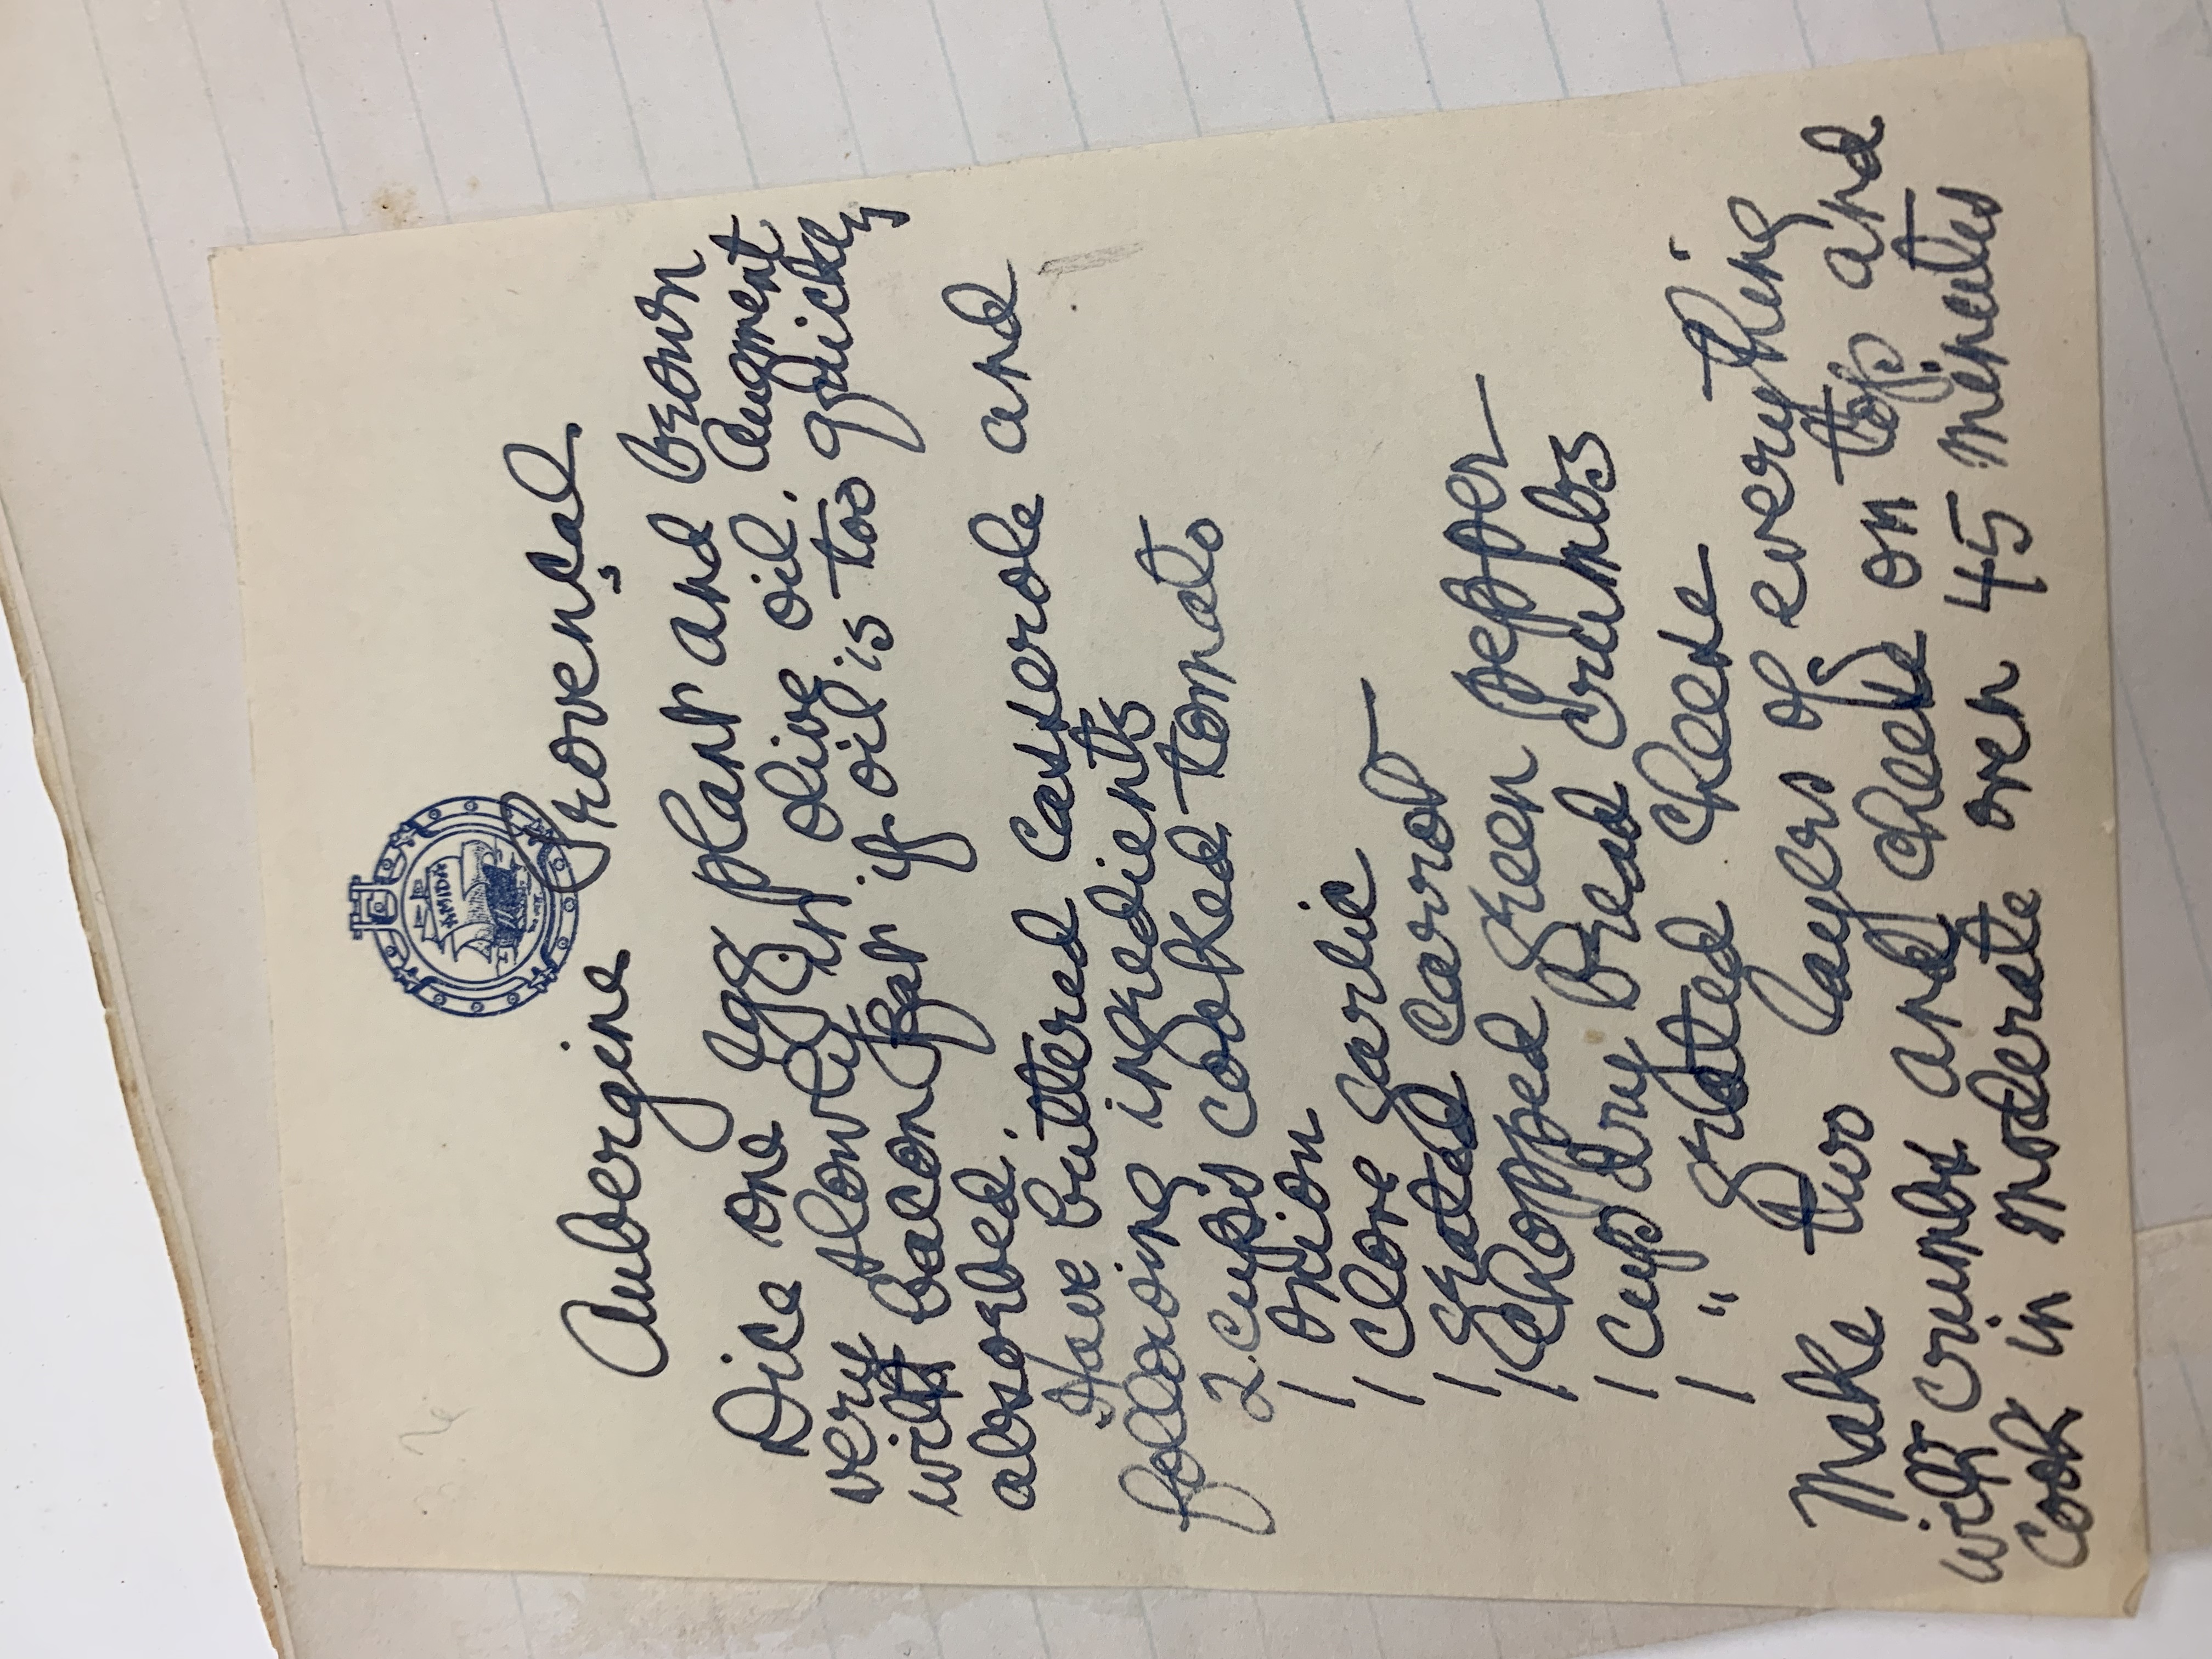 AMIDA
Aubergine Provençal
Dice one egg plant and brown
very slowly in olive oil. Augment
with bacon fat if oil is too quickly
absorbed.
Have buttered casserole and
following ingredients
2 cups cooked tomato
1 onion
1 clove garlic
1 grated carrot
1 chopped green pepper
1 cup dry bread crumbs
1 " grated cheese
Make two layers of everything
with crumbs and cheese on top and
cook in moderate oven 45 minutes